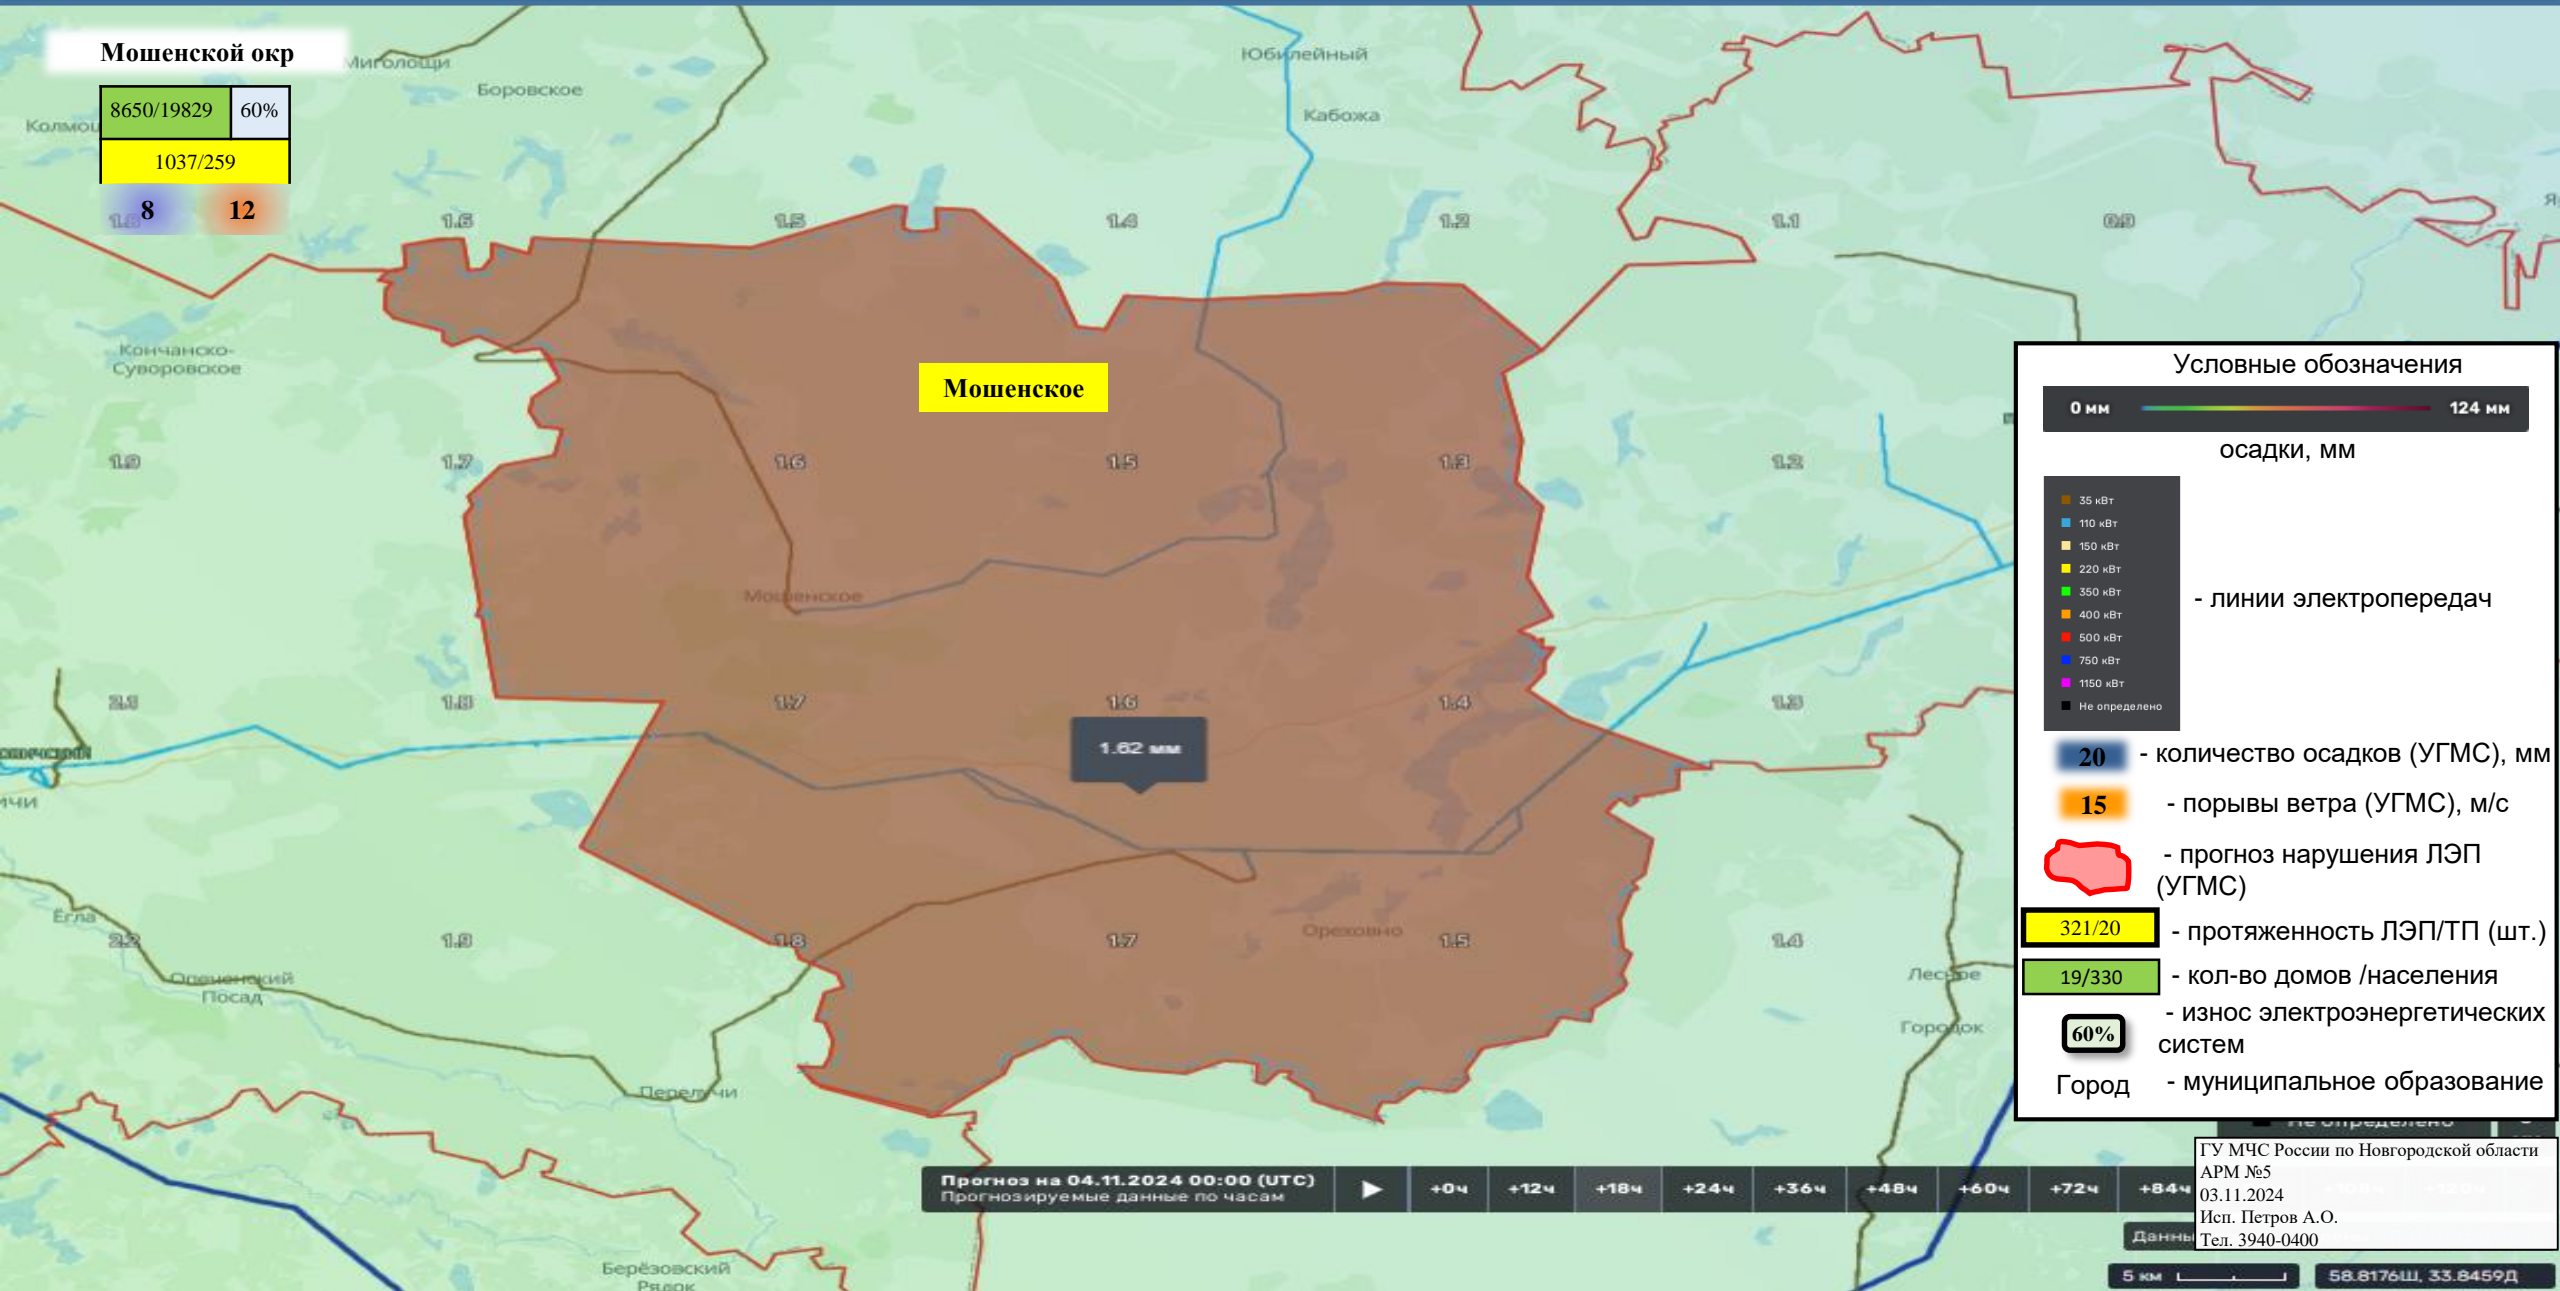 Мошенской окр
8650/19829 60%
1037/259
8 12
Миголощи
Боровское
Юбилейный
Кабожа
1.8 1.6 1.5 1.4 1.2 1.1 0.9
Кончанско-
Суворовское
Мошенское
1.9 1.7 1.6 1.5 1.3 1.2
Мошенское
2.1 1.8 1.7 1.6 1.4 1.3
1.62 мм
Ёгла
Ореховно
2.2 1.9 1.8 1.7 1.5 1.4
Опеченский
Посад
Лесное
Городок
Перелучи
Берёзовский
Рядок
Условные обозначения
0 мм 124 мм
осадки, мм
35 кВт
110 кВт
150 кВт
220 кВт
350 кВт
400 кВт
500 кВт
750 кВт
1150 кВт
Не определено
- линии электропередач
20 - количество осадков (УГМС), мм
15 - порывы ветра (УГМС), м/с
- прогноз нарушения ЛЭП
(УГМС)
321/20 - протяженность ЛЭП/ТП (шт.)
19/330 - кол-во домов /населения
- износ электроэнергетических
60% систем
Город - муниципальное образование
Не определено
Прогноз на 04.11.2024 00:00 (UTC)
Прогнозируемые данные по часам
+0ч +12ч +18ч +24ч +36ч +48ч +60ч +72ч +84ч
ГУ МЧС России по Новгородской области
АРМ №5
03.11.2024
Исп. Петров А.О.
Тел. 3940-0400
5 км
58.8176Ш, 33.8459Д